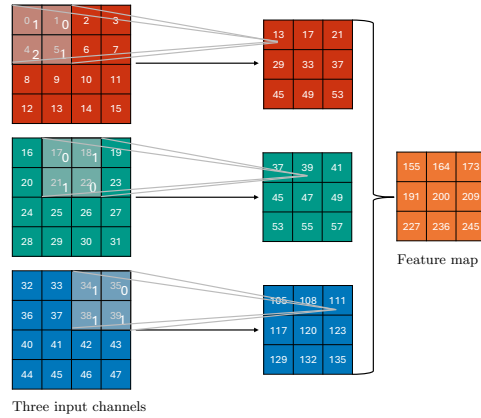 0 1 1 0 2 3
4 2 5 1 6 7
8 9 10 11
12 13 14 15
13 17 21
29 33 37
45 49 53
16 17 0 18 1 19
20 21 1 22 0 23
24 25 26 27
28 29 30 31
37 39 41
45 47 49
53 55 57
32 33 34 1 35 0
36 37 38 1 39 1
40 41 42 43
44 45 46 47
105 108 111
117 120 123
129 132 135
155 164 173
191 200 209
227 236 245
Feature map
Three input channels